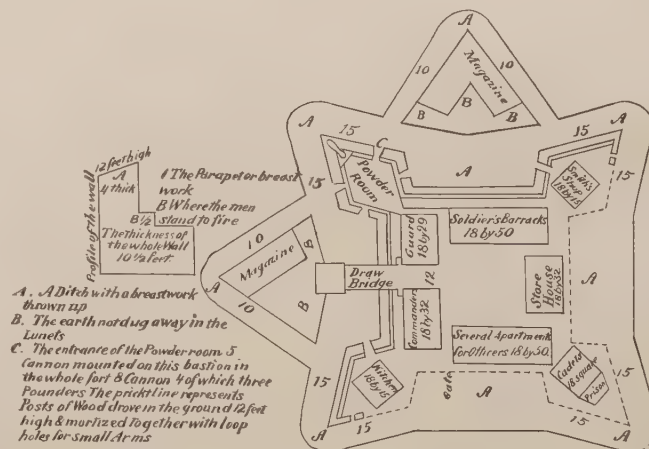 A
10
10
Magazine
B
B
B
A
15
C
15
A
15
Powder
Room
A
Smith's
Shop
18 by 15
15
12 feet high
A
4 thick
B ½
The thickness of
the whole Wall
10½ feet.
Profile of the wall
1 The Parapet or breast
work
B Where the men
stand to fire
Guard
18 by 29
Soldier's Barracks
18 by 50
10
Magazine
B
B
A
10
Draw
Bridge
12
Store
House
18 by 32
A
Commanders
18 by 32
Several Apartments
for Officers 18 by 50.
A. A Ditch with a breastwork
thrown up
B. The earth not dug away in the
Lunets
C. The entrance of the Powder room 5
Cannon mounted on this bastion in
the whole fort 8 Cannon 4 of which three
Pounders The prickt line represents
Posts of Wood drove in the ground 12 feet
high & mortized Together with loop
holes for small Arms
15
Kitchen
18 by 15
15
A
Gate
A
Cadets
18 square
Prison
15
15
A